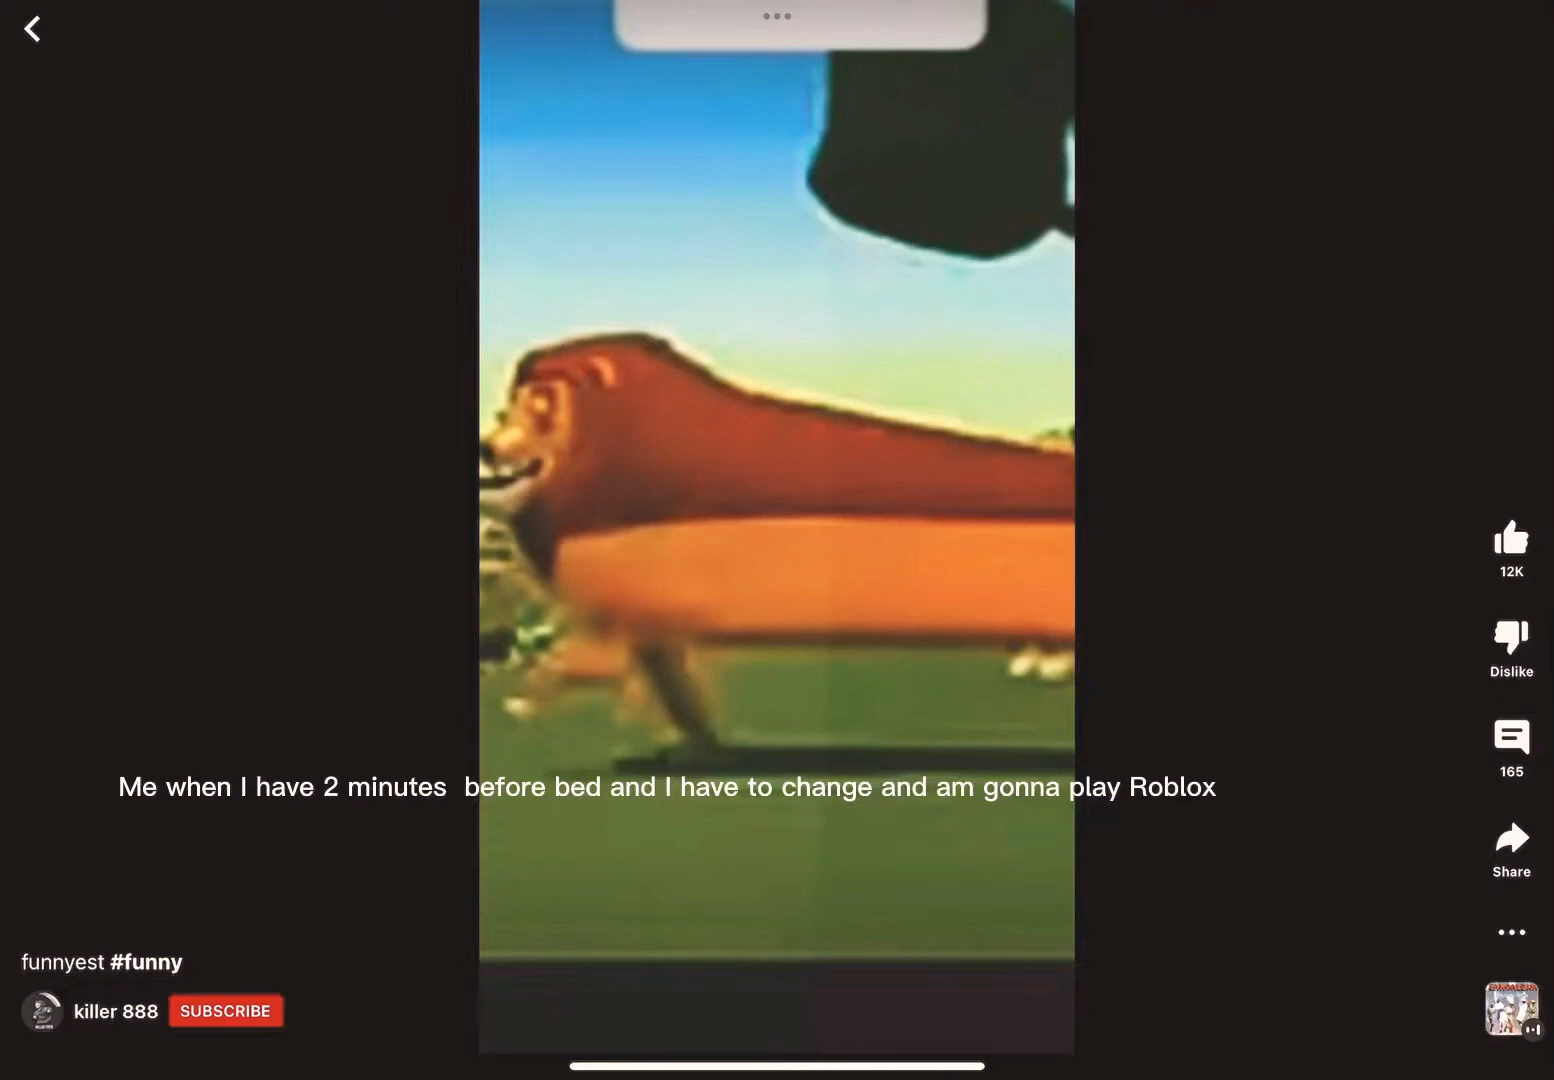 12K
Dislike
Me when I have 2 minutes  before bed and I have to change and am gonna play Roblox
165
Share
funnyest #funny
killer 888 SUBSCRIBE